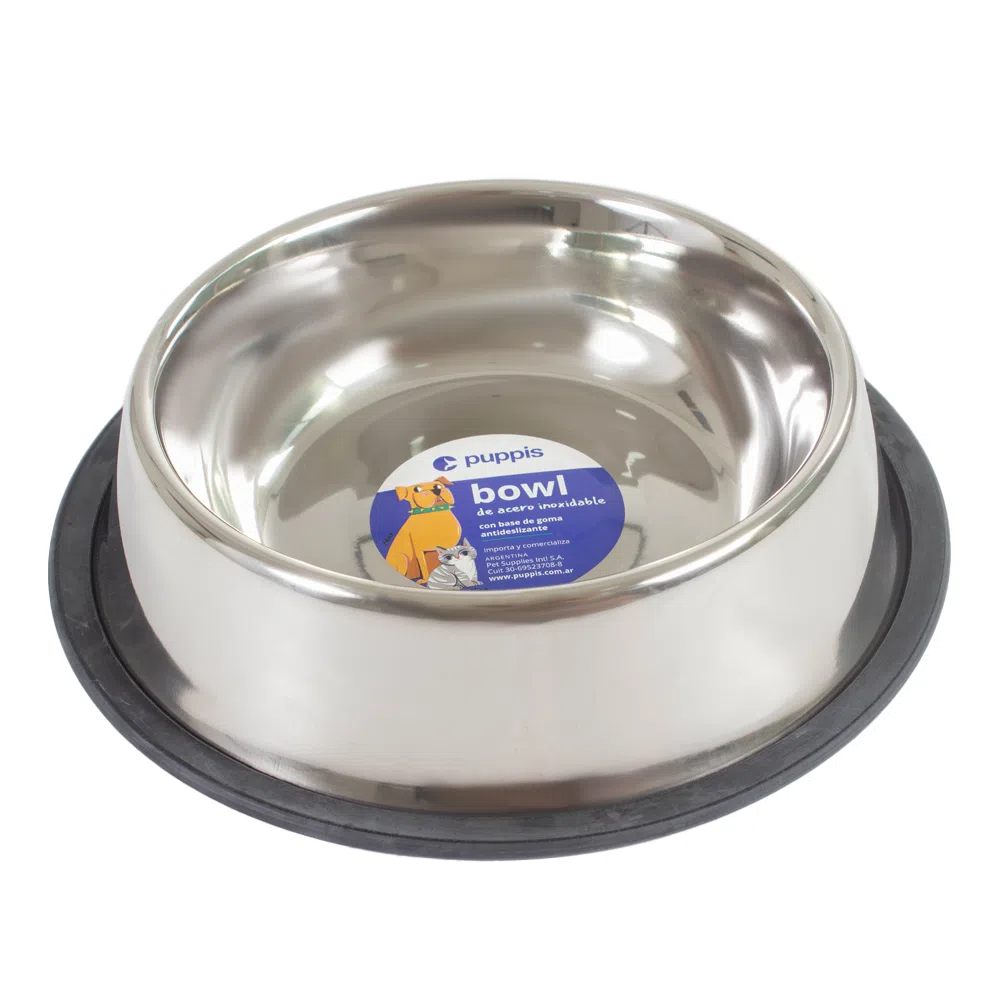 puppis
bowl
de acero inoxidable
con base de goma
antideslizante
importa y comercializa
ARGENTINA
Pet Supplies Intl S.A.
Cuit 30-69523708-8
www.puppis.com.ar